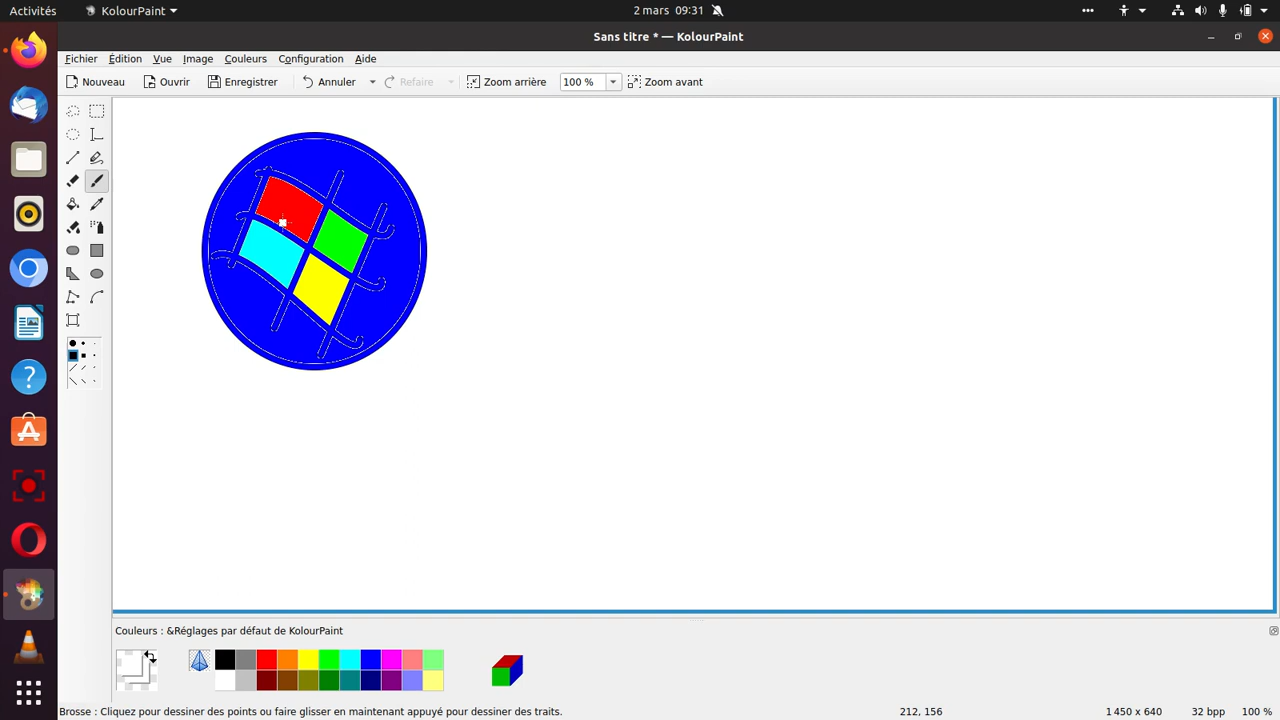 Activités KolourPaint 2 mars 09:31
Sans titre * — KolourPaint
Fichier Édition Vue Image Couleurs Configuration Aide
Nouveau Ouvrir Enregistrer Annuler Refaire Zoom arrière 100 % Zoom avant
Couleurs : &Réglages par défaut de KolourPaint
Brosse : Cliquez pour dessiner des points ou faire glisser en maintenant appuyé pour dessiner des traits. 212, 156 1 450 x 640 32 bpp 100 %